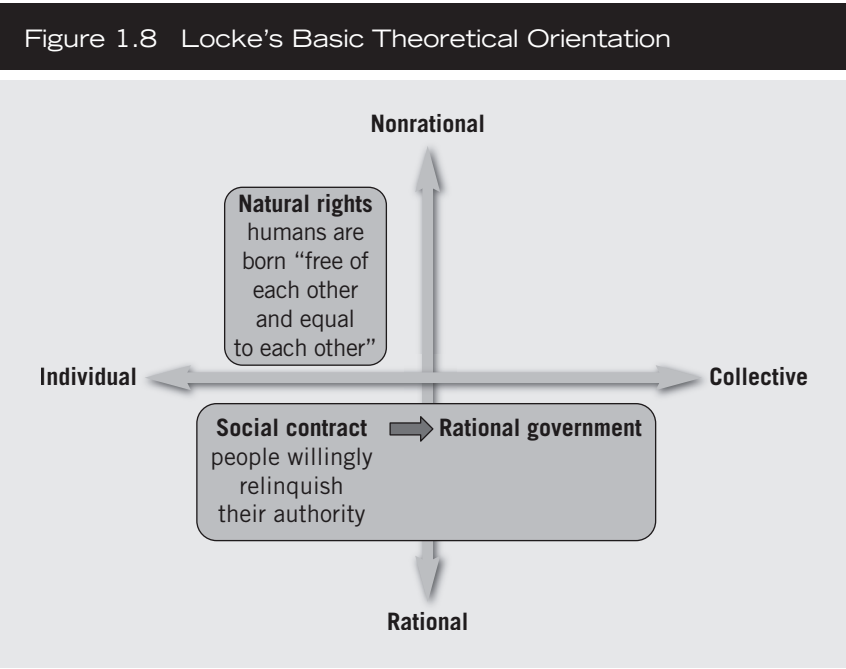 Figure 1.8 Locke's Basic Theoretical Orientation
Nonrational
Natural rights
humans are
born “free of
each other
and equal
to each other”
Individual
Collective
Social contract
Rational government
people willingly
relinquish
their authority
Rational